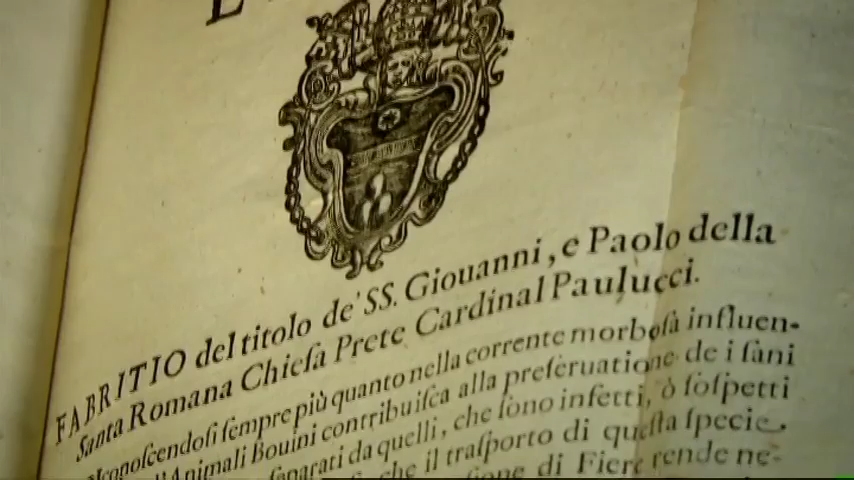 FABRITIO del titolo de' SS. Giouanni, e Paolo della
Santa Romana Chieſa Prete Cardinal Paulucci.
conoſcendoſi ſempre più quanto nella corrente morboſa influen-
Animali Bouini contribuiſca alla preſeruatione de i ſani
ſeparati da quelli, che ſono infetti, ò ſoſpetti
che il traſporto di queſta ſpecie,
di Fiere rende ne-